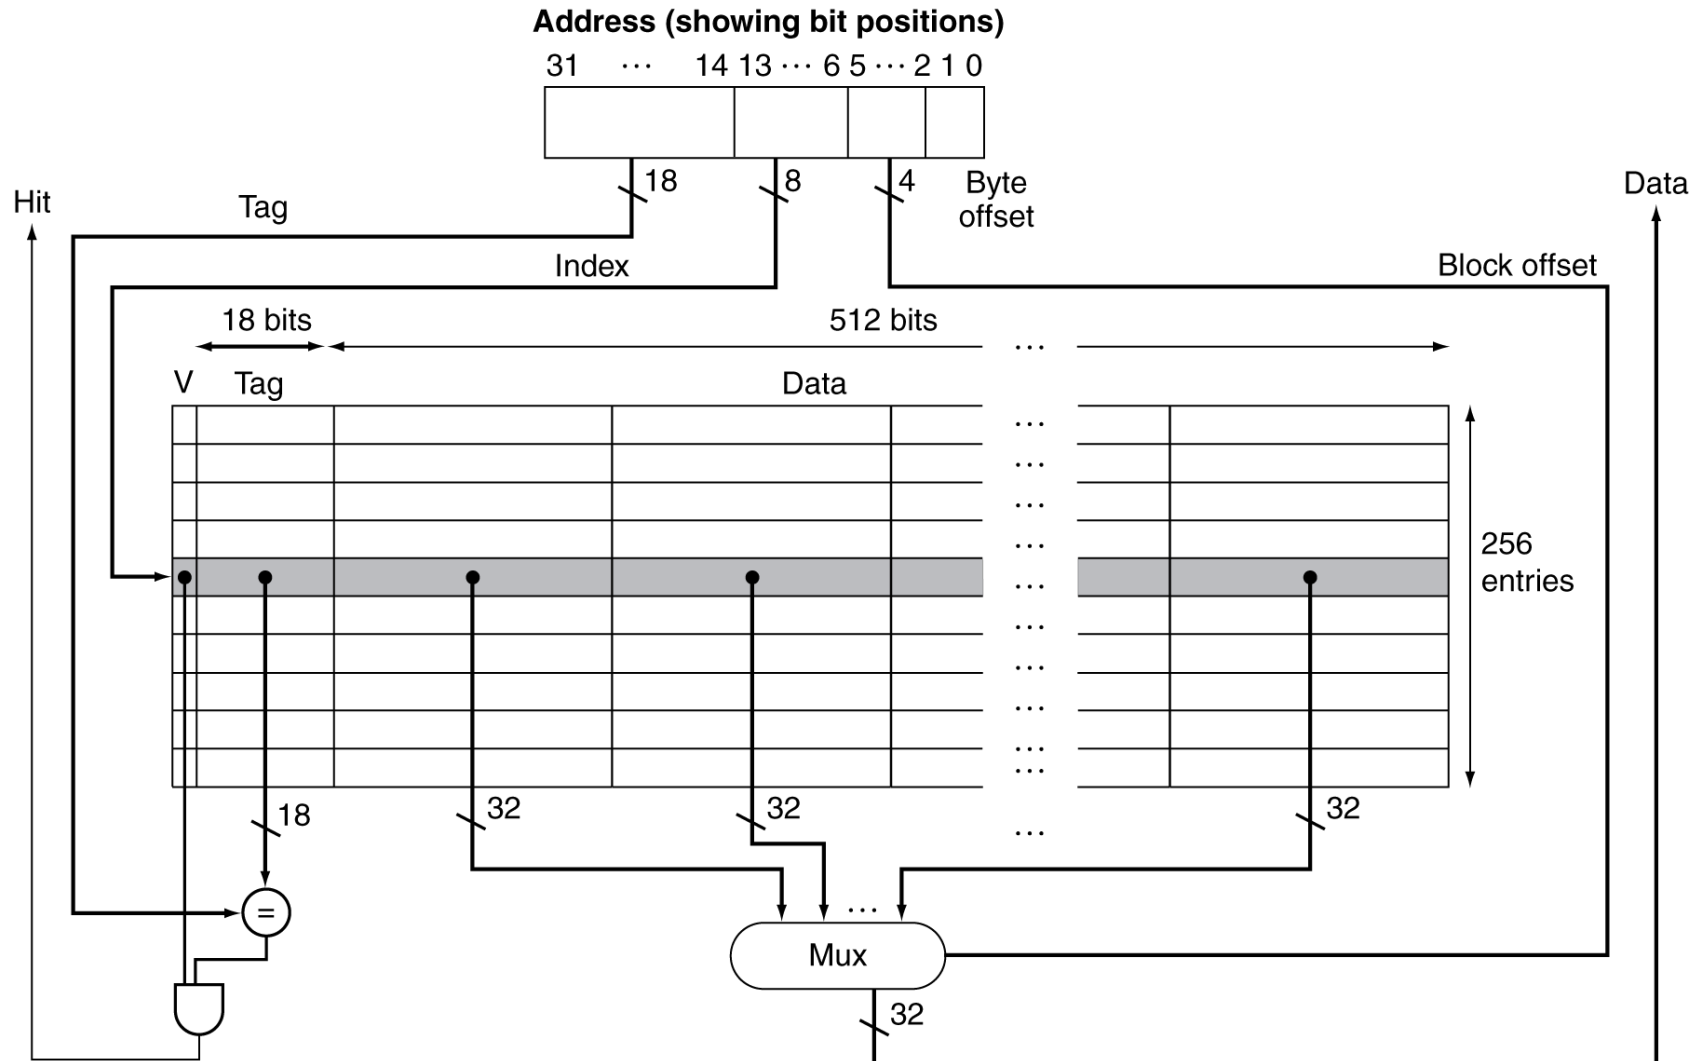 Address (showing bit positions)
31 ··· 14 13 ··· 6 5 ··· 2 1 0
18 8 4 Byte offset
Hit
Tag
Data
Index
Block offset
18 bits
512 bits
···
V Tag Data
···
···
···
···
···
···
···
···
···
···
256
entries
18
32
32
···
32
=
···
Mux
32